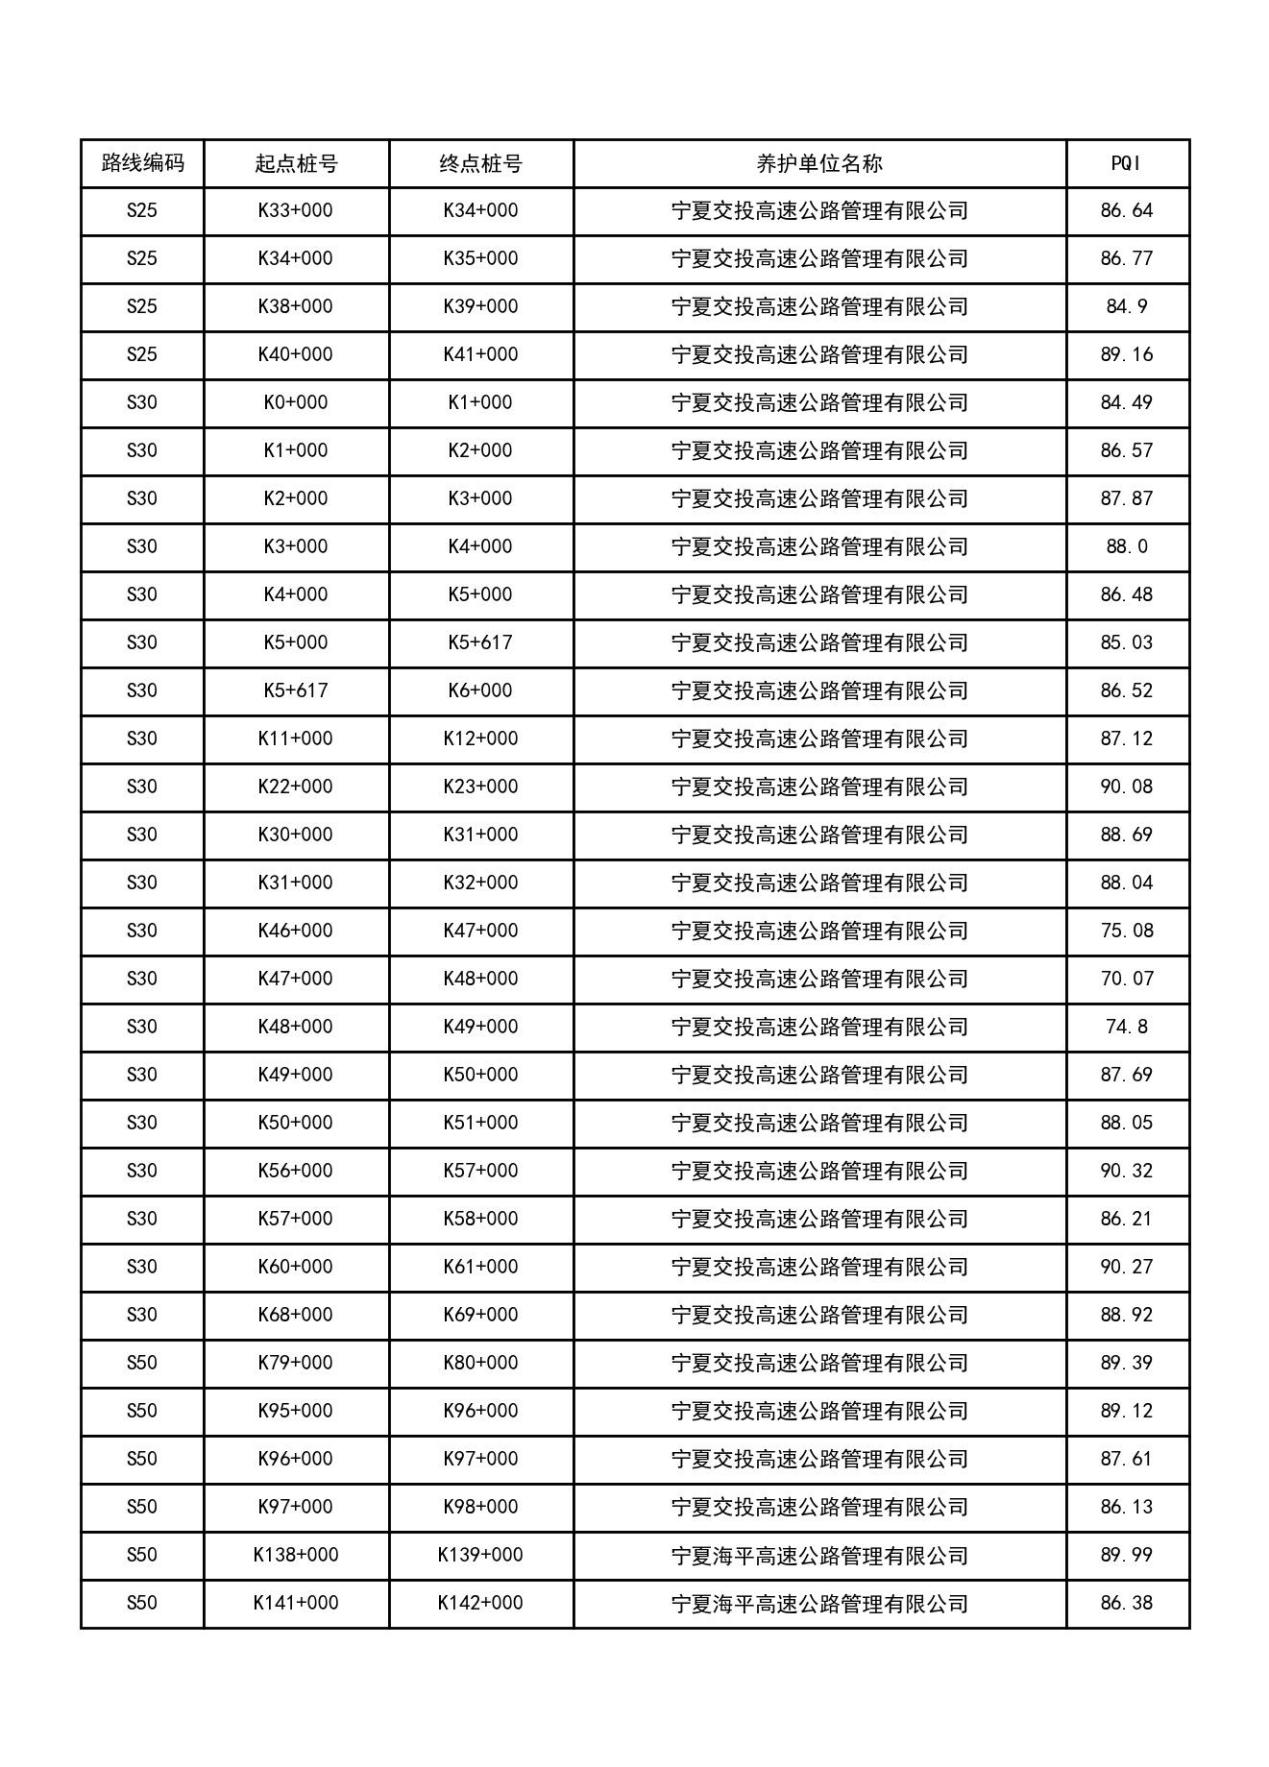 路线编码 起点桩号 终点桩号 养护单位名称 PQI
S25 K33+000 K34+000 宁夏交投高速公路管理有限公司 86.64
S25 K34+000 K35+000 宁夏交投高速公路管理有限公司 86.77
S25 K38+000 K39+000 宁夏交投高速公路管理有限公司 84.9
S25 K40+000 K41+000 宁夏交投高速公路管理有限公司 89.16
S30 K0+000 K1+000 宁夏交投高速公路管理有限公司 84.49
S30 K1+000 K2+000 宁夏交投高速公路管理有限公司 86.57
S30 K2+000 K3+000 宁夏交投高速公路管理有限公司 87.87
S30 K3+000 K4+000 宁夏交投高速公路管理有限公司 88.0
S30 K4+000 K5+000 宁夏交投高速公路管理有限公司 86.48
S30 K5+000 K5+617 宁夏交投高速公路管理有限公司 85.03
S30 K5+617 K6+000 宁夏交投高速公路管理有限公司 86.52
S30 K11+000 K12+000 宁夏交投高速公路管理有限公司 87.12
S30 K22+000 K23+000 宁夏交投高速公路管理有限公司 90.08
S30 K30+000 K31+000 宁夏交投高速公路管理有限公司 88.69
S30 K31+000 K32+000 宁夏交投高速公路管理有限公司 88.04
S30 K46+000 K47+000 宁夏交投高速公路管理有限公司 75.08
S30 K47+000 K48+000 宁夏交投高速公路管理有限公司 70.07
S30 K48+000 K49+000 宁夏交投高速公路管理有限公司 74.8
S30 K49+000 K50+000 宁夏交投高速公路管理有限公司 87.69
S30 K50+000 K51+000 宁夏交投高速公路管理有限公司 88.05
S30 K56+000 K57+000 宁夏交投高速公路管理有限公司 90.32
S30 K57+000 K58+000 宁夏交投高速公路管理有限公司 86.21
S30 K60+000 K61+000 宁夏交投高速公路管理有限公司 90.27
S30 K68+000 K69+000 宁夏交投高速公路管理有限公司 88.92
S50 K79+000 K80+000 宁夏交投高速公路管理有限公司 89.39
S50 K95+000 K96+000 宁夏交投高速公路管理有限公司 89.12
S50 K96+000 K97+000 宁夏交投高速公路管理有限公司 87.61
S50 K97+000 K98+000 宁夏交投高速公路管理有限公司 86.13
S50 K138+000 K139+000 宁夏海平高速公路管理有限公司 89.99
S50 K141+000 K142+000 宁夏海平高速公路管理有限公司 86.38